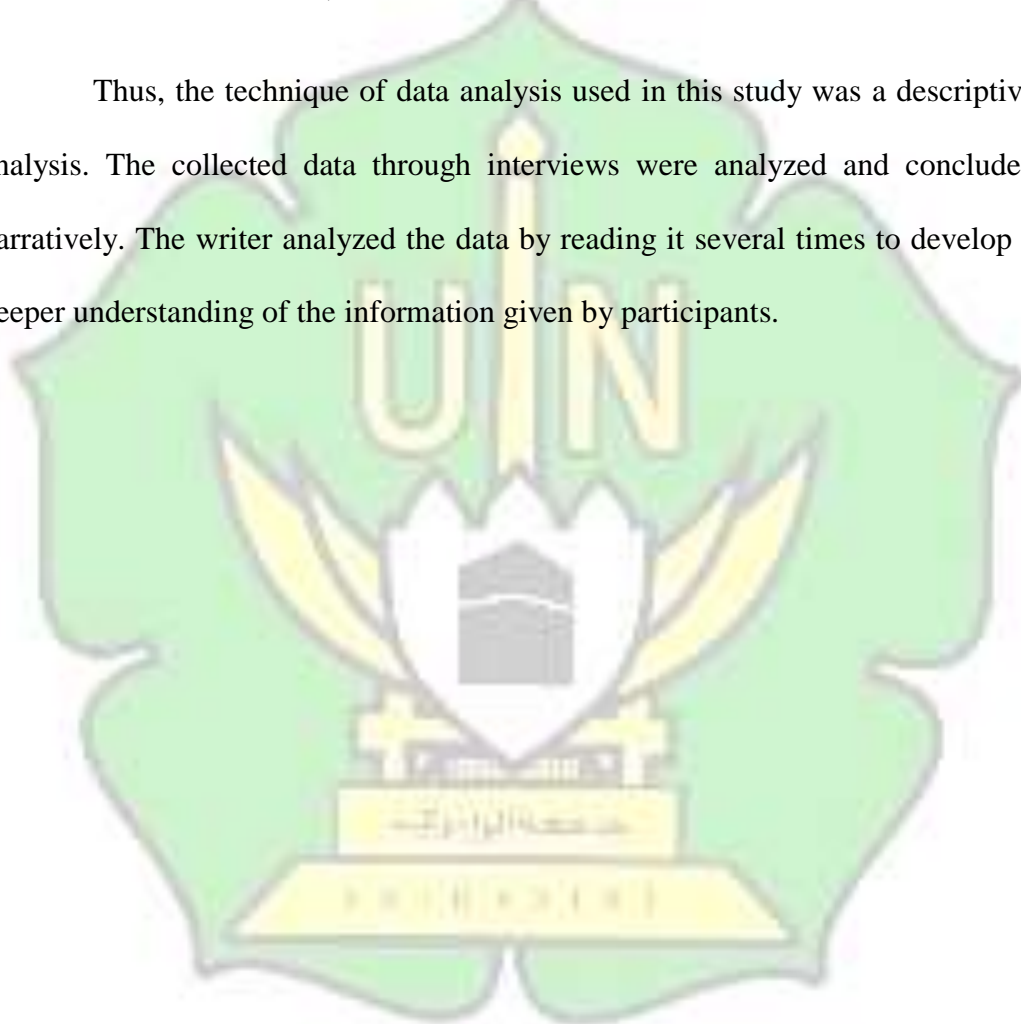 Thus, the technique of data analysis used in this study was a descriptiv
nalysis. The collected data through interviews were analyzed and conclude
arratively. The writer analyzed the data by reading it several times to develop
eeper understanding of the information given by participants.
UIN